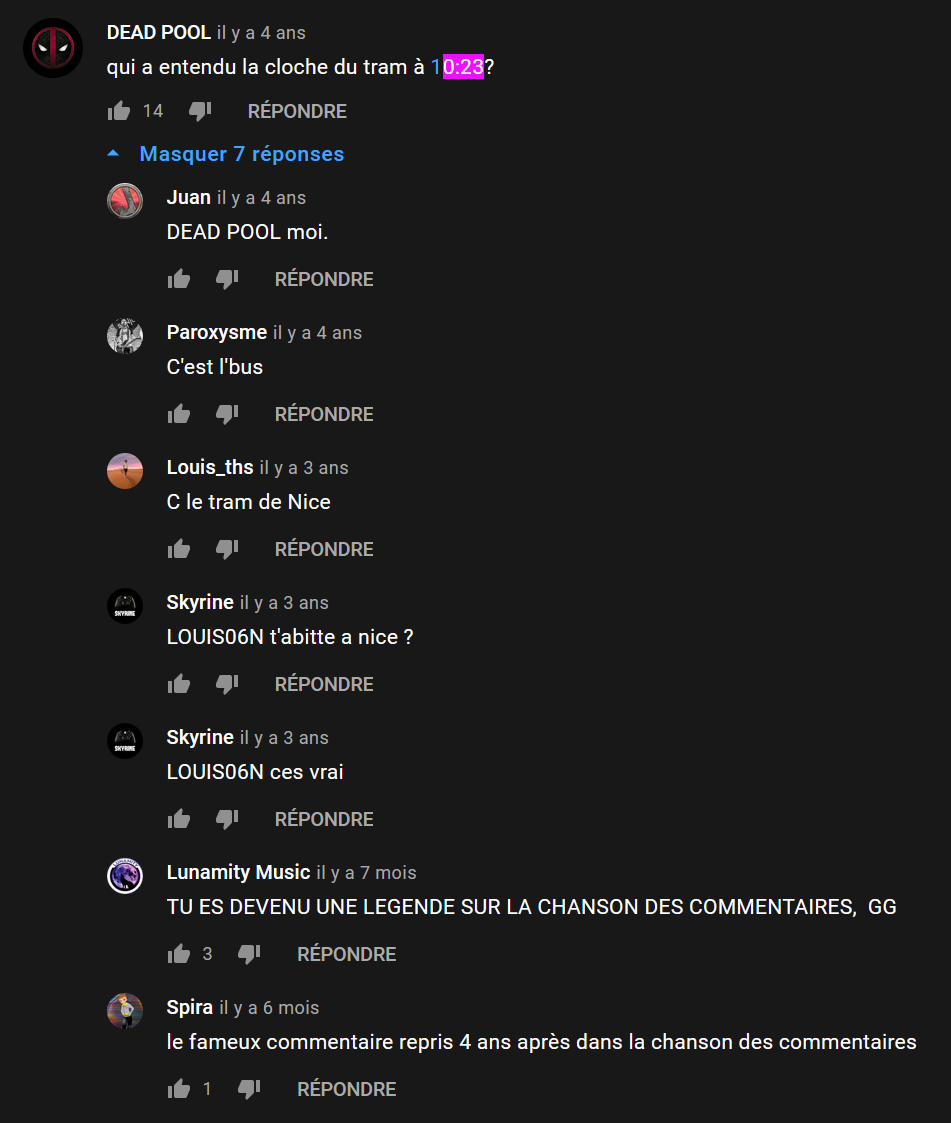 DEAD POOL il y a 4 ans
qui a entendu la cloche du tram à 10:23?
14 RÉPONDRE
Masquer 7 réponses
Juan il y a 4 ans
DEAD POOL moi.
RÉPONDRE
Paroxysme il y a 4 ans
C'est l'bus
RÉPONDRE
Louis_ths il y a 3 ans
C le tram de Nice
RÉPONDRE
SKYRINE
Skyrine il y a 3 ans
LOUIS06N t'abitte a nice ?
RÉPONDRE
SKYRINE
Skyrine il y a 3 ans
LOUIS06N ces vrai
RÉPONDRE
LUNAMITY
Lunamity Music il y a 7 mois
TU ES DEVENU UNE LEGENDE SUR LA CHANSON DES COMMENTAIRES,  GG
3 RÉPONDRE
Spira il y a 6 mois
le fameux commentaire repris 4 ans après dans la chanson des commentaires
1 RÉPONDRE